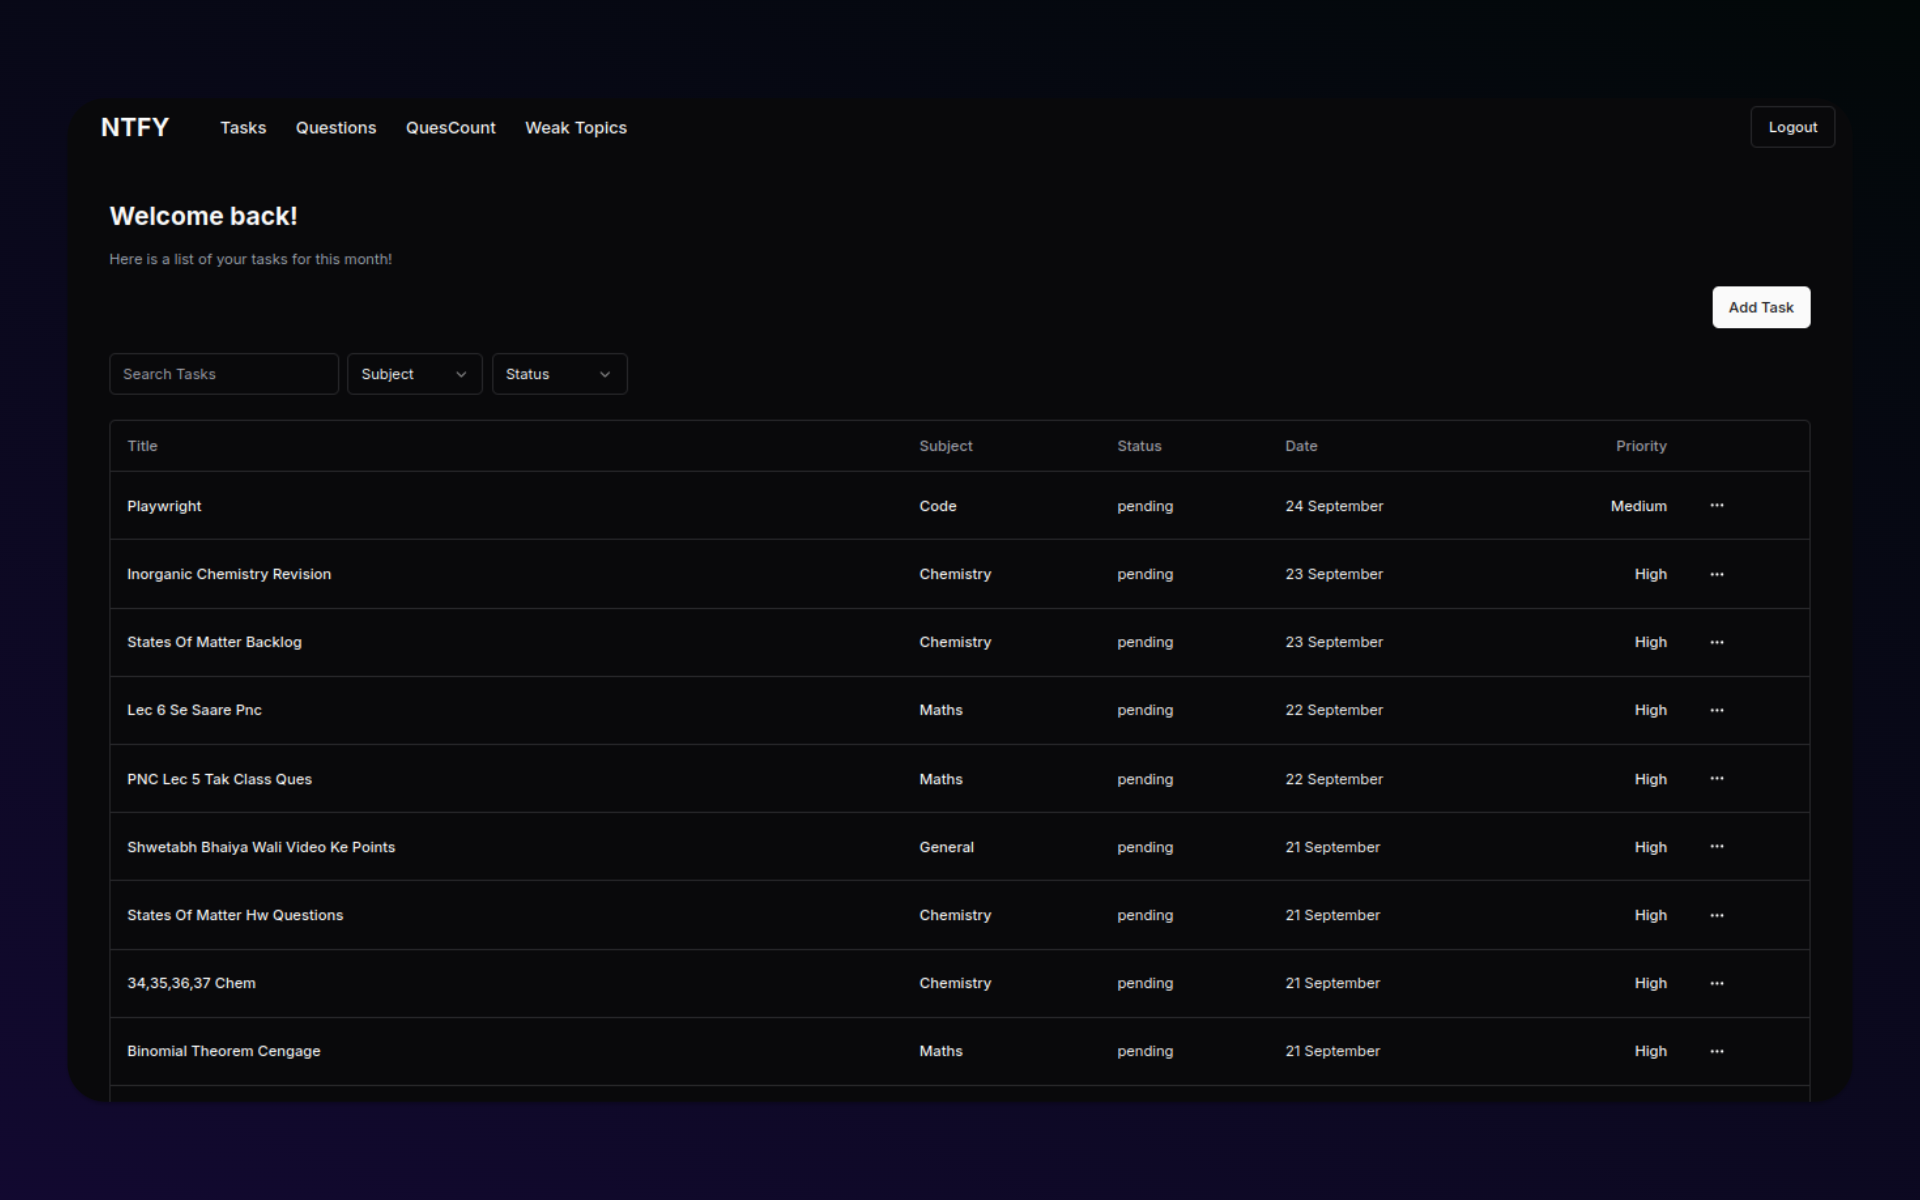 NTFY Tasks Questions QuesCount Weak Topics Logout
Welcome back!
Here is a list of your tasks for this month!
Add Task
Search Tasks Subject Status
Title Subject Status Date Priority
Playwright Code pending 24 September Medium ···
Inorganic Chemistry Revision Chemistry pending 23 September High ···
States Of Matter Backlog Chemistry pending 23 September High ···
Lec 6 Se Saare Pnc Maths pending 22 September High ···
PNC Lec 5 Tak Class Ques Maths pending 22 September High ···
Shwetabh Bhaiya Wali Video Ke Points General pending 21 September High ···
States Of Matter Hw Questions Chemistry pending 21 September High ···
34,35,36,37 Chem Chemistry pending 21 September High ···
Binomial Theorem Cengage Maths pending 21 September High ···